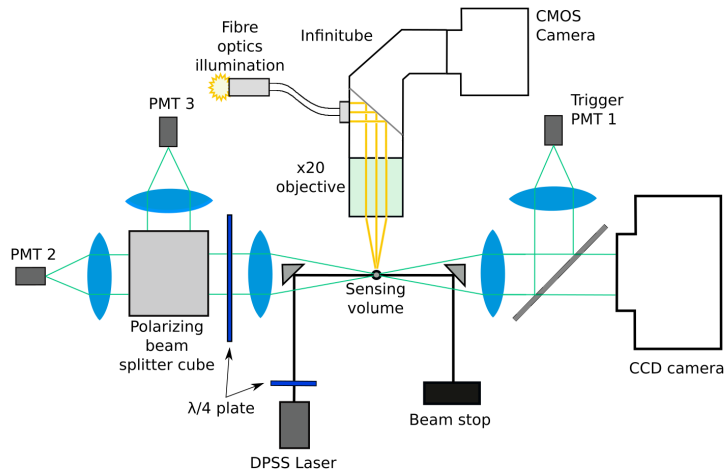 CMOS
Camera
Fibre
optics
illumination
Infinitube
PMT 3
Trigger
PMT 1
x20
objective
PMT 2
Sensing
volume
Polarizing
beam
splitter cube
CCD camera
λ/4 plate
Beam stop
DPSS Laser